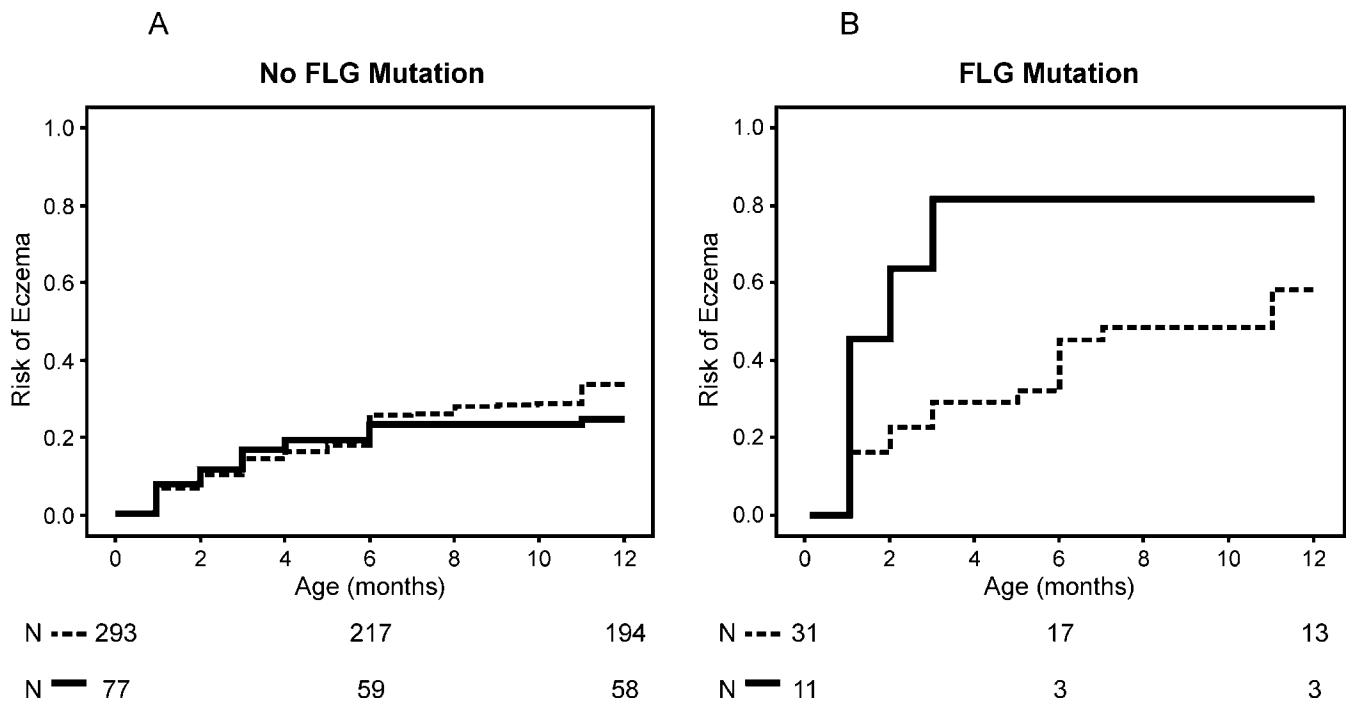 A
No FLG Mutation
Risk of Eczema
1.0
0.8
0.6
0.4
0.2
0.0
0 2 4 6 8 10 12
Age (months)
N 293 217 194
N 77 59 58
B
FLG Mutation
Risk of Eczema
1.0
0.8
0.6
0.4
0.2
0.0
0 2 4 6 8 10 12
Age (months)
N 31 17 13
N 11 3 3